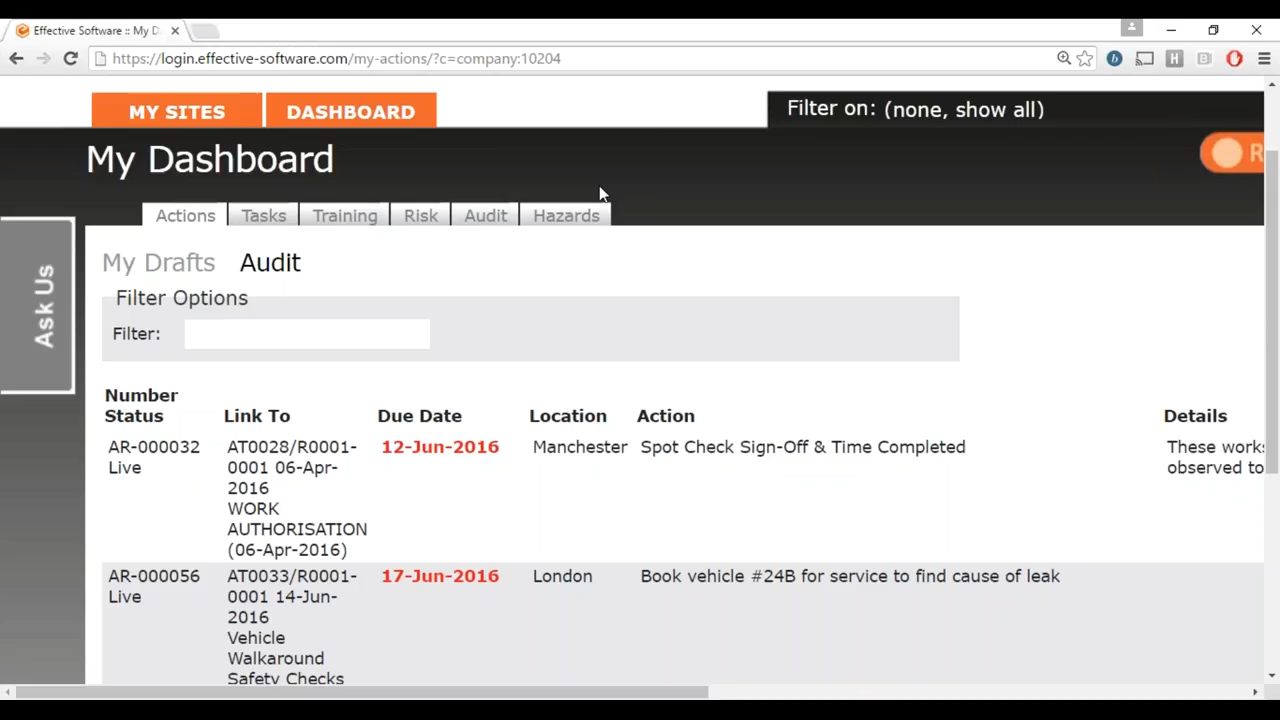 Effective Software :: My D
https://login.effective-software.com/my-actions/?c=company:10204
MY SITES
DASHBOARD
Filter on: (none, show all)
My Dashboard
R
Actions
Tasks
Training
Risk
Audit
Hazards
Ask Us
My Drafts
Audit
Filter Options
Filter:
Number
Status
Link To
Due Date
Location
Action
Details
AR-000032
Live
AT0028/R0001-
0001 06-Apr-
2016
WORK
AUTHORISATION
(06-Apr-2016)
12-Jun-2016
Manchester
Spot Check Sign-Off & Time Completed
These works
observed to
AR-000056
Live
AT0033/R0001-
0001 14-Jun-
2016
Vehicle
Walkaround
Safety Checks
17-Jun-2016
London
Book vehicle #24B for service to find cause of leak